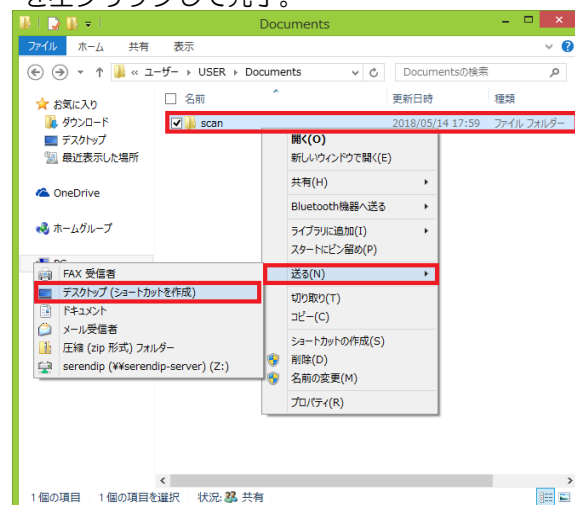 を左クリックして完了。
Documents
ファイル ホーム 共有 表示
« ユーザー ▸ USER ▸ Documents
Documentsの検索
お気に入り
ダウンロード
デスクトップ
最近表示した場所
OneDrive
ホームグループ
PC
名前 更新日時 種類
scan 2018/05/14 17:59 ファイル フォルダー
開く(O)
新しいウィンドウで開く(E)
共有(H)
Bluetooth機器へ送る
ライブラリに追加(I)
スタートにピン留め(P)
送る(N)
切り取り(T)
コピー(C)
ショートカットの作成(S)
削除(D)
名前の変更(M)
プロパティ(R)
FAX 受信者
デスクトップ (ショートカットを作成)
ドキュメント
メール受信者
圧縮 (zip 形式) フォルダー
serendip (¥¥serendip-server) (Z:)
1 個の項目 1 個の項目を選択 状況: 共有